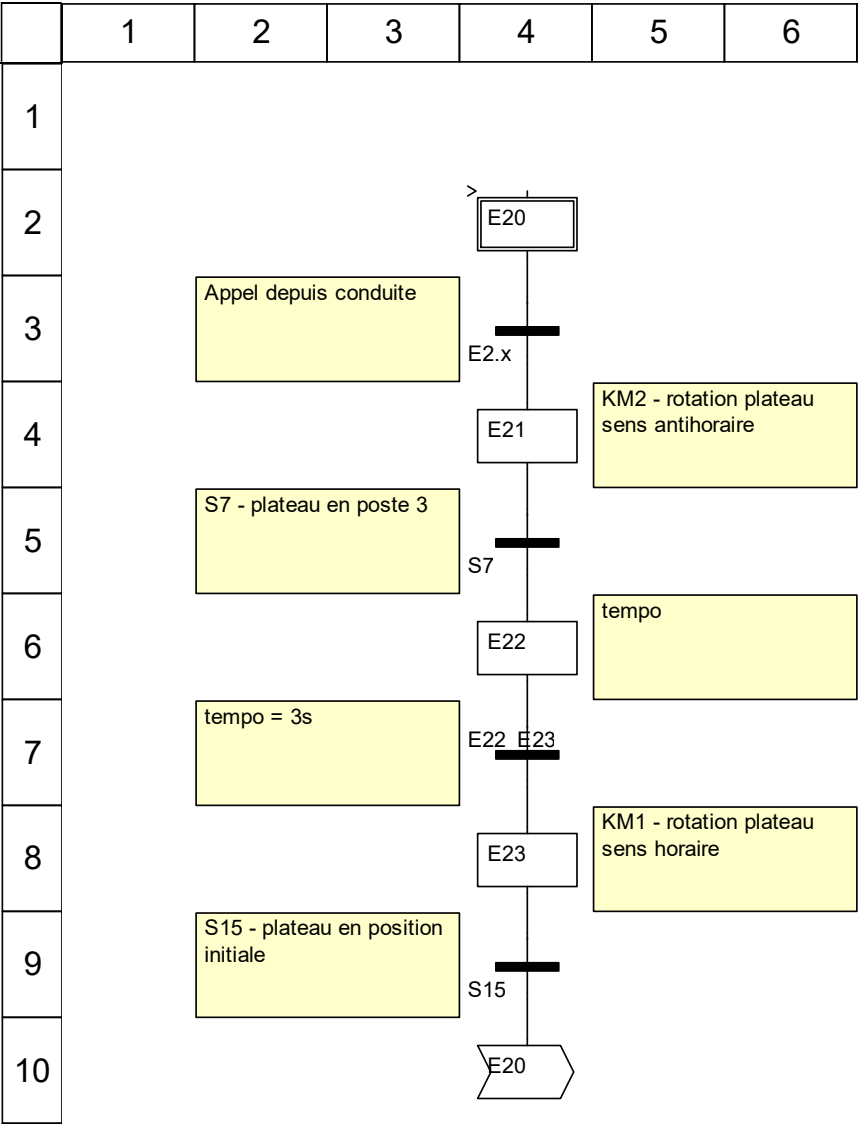 1 2 3 4 5 6
1
>
2
E20
Appel depuis conduite
3
E2.x
KM2 - rotation plateau
sens antihoraire
4
E21
S7 - plateau en poste 3
5
S7
tempo
6
E22
tempo = 3s
7
E22_E23
KM1 - rotation plateau
sens horaire
8
E23
S15 - plateau en position
initiale
9
S15
10
E20